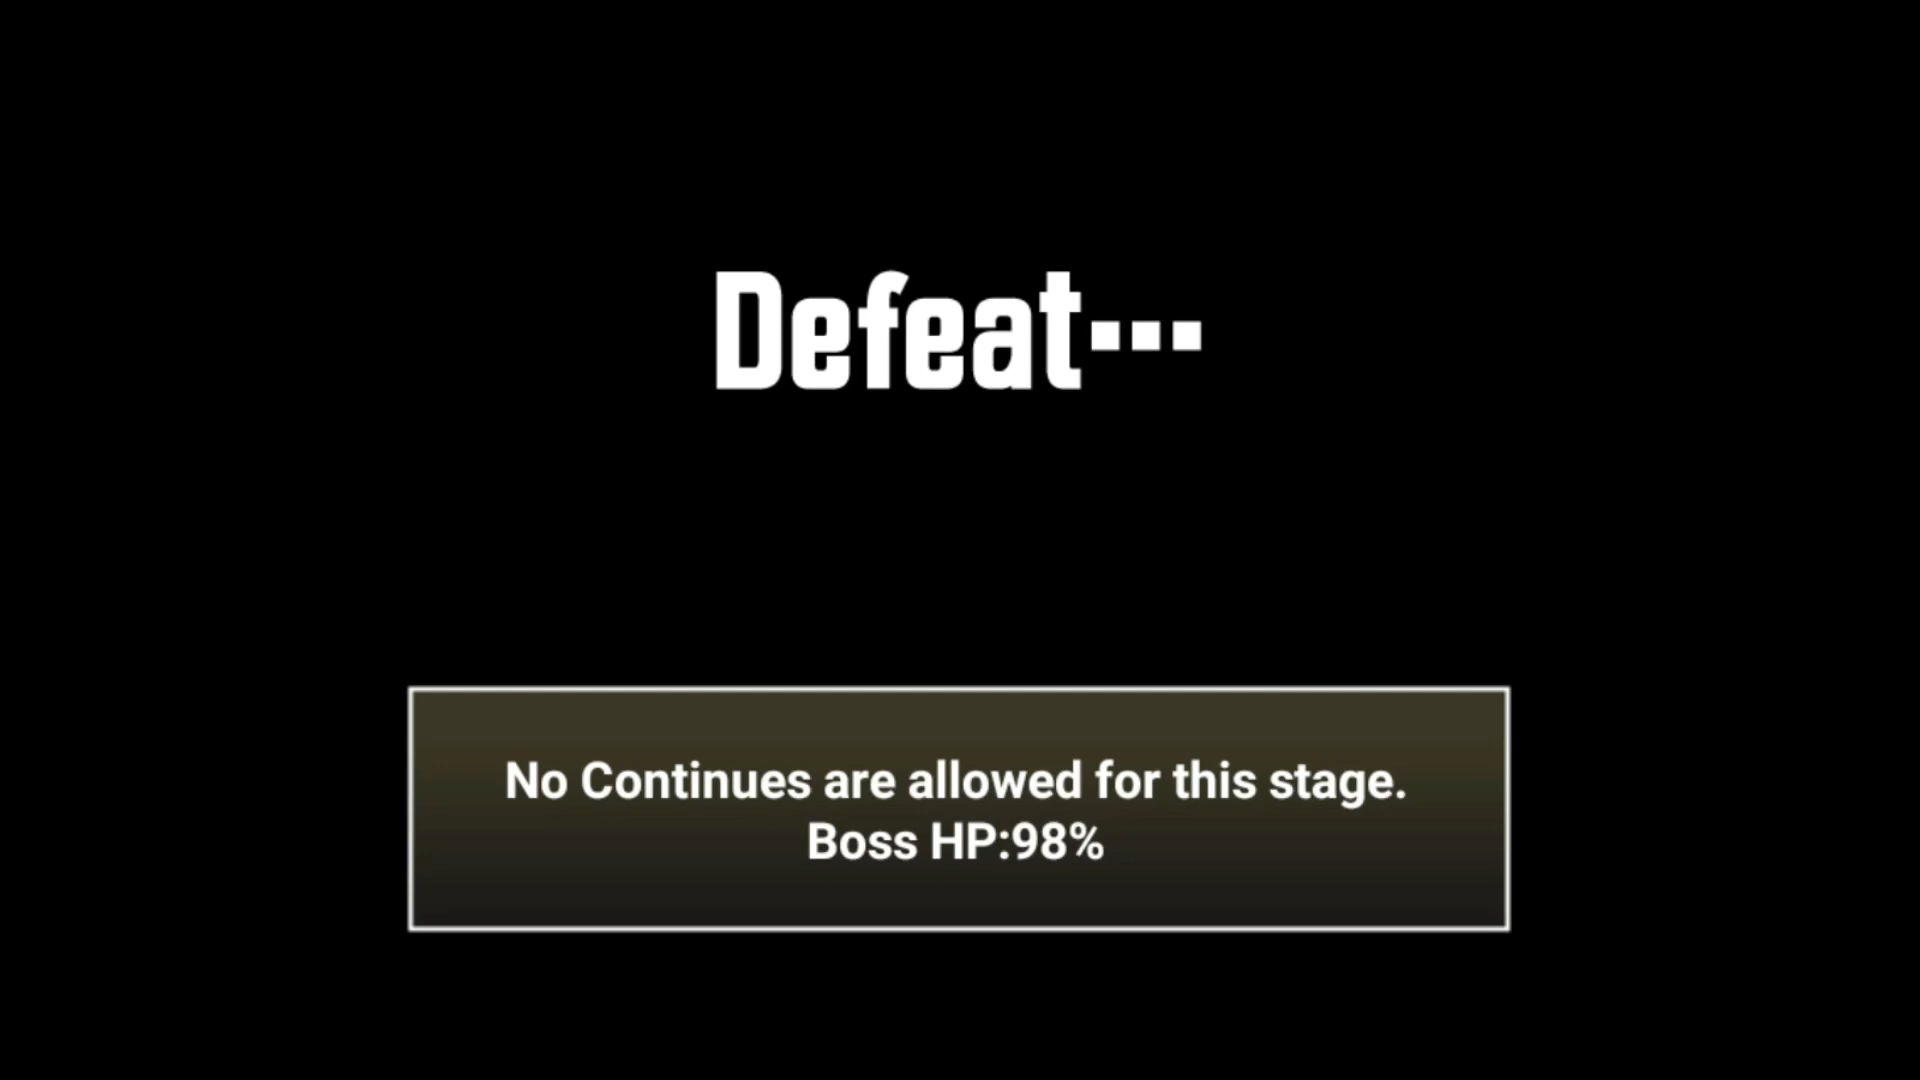 Defeat···
No Continues are allowed for this stage.
Boss HP:98%